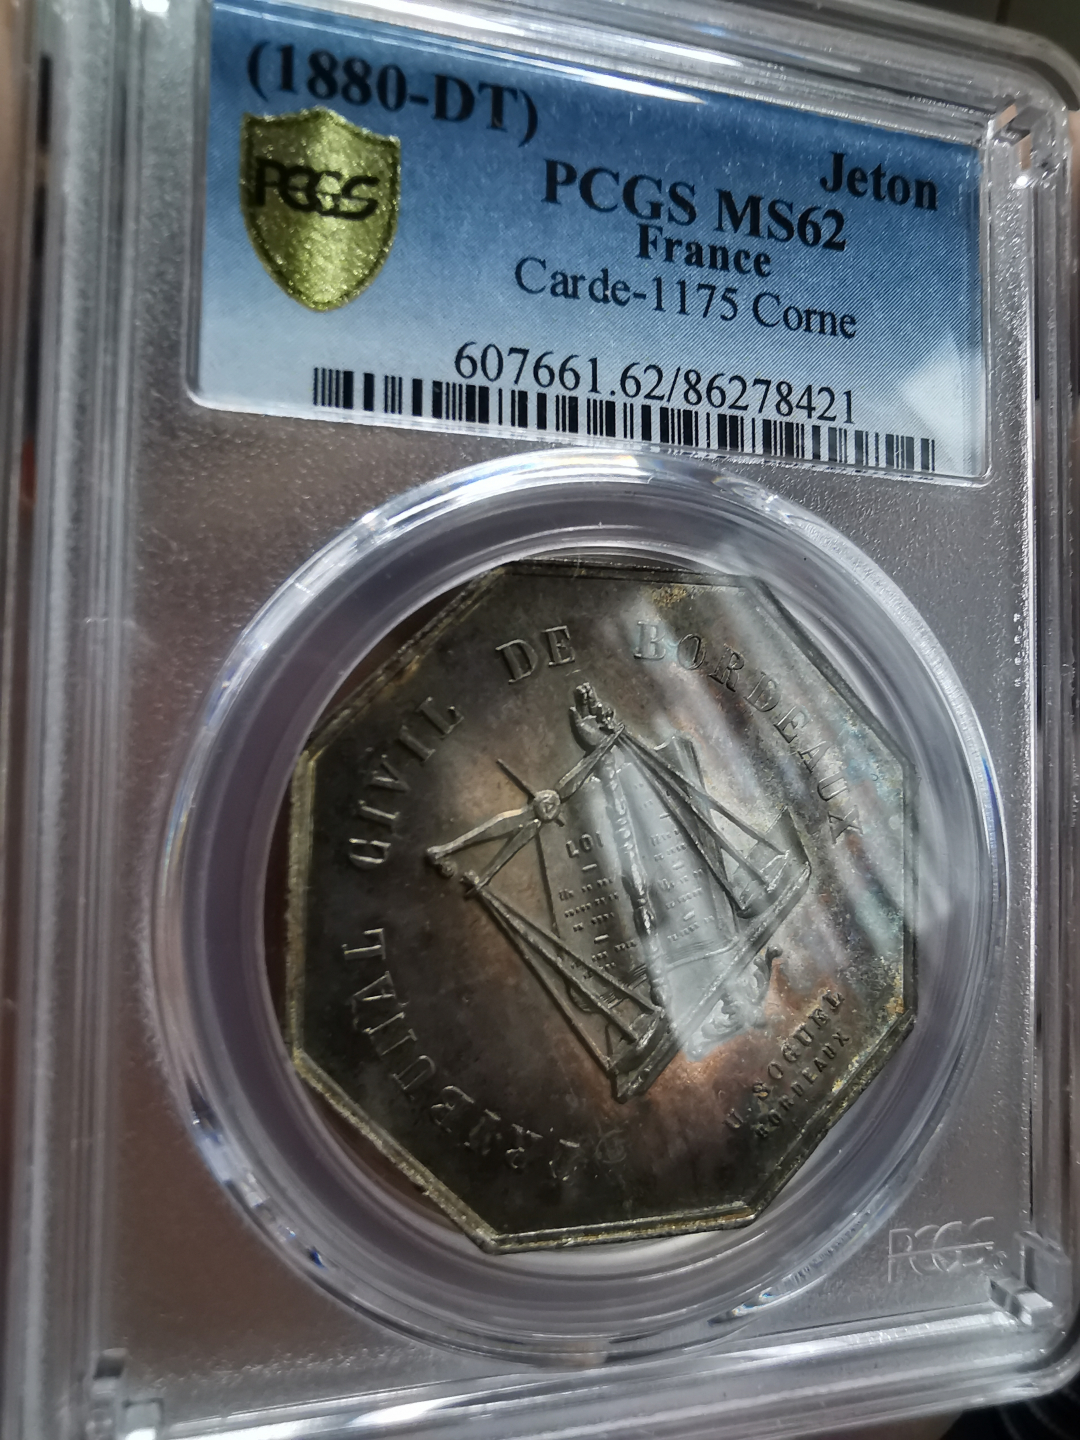 (1880-DT)
Jeton
PCGS
PCGS MS62
France
Carde-1175 Corne
607661.62/86278421
TRIBUNAL CIVIL DE BORDEAUX
LOI
U. SOGUEL
BORDEAUX
PCGS